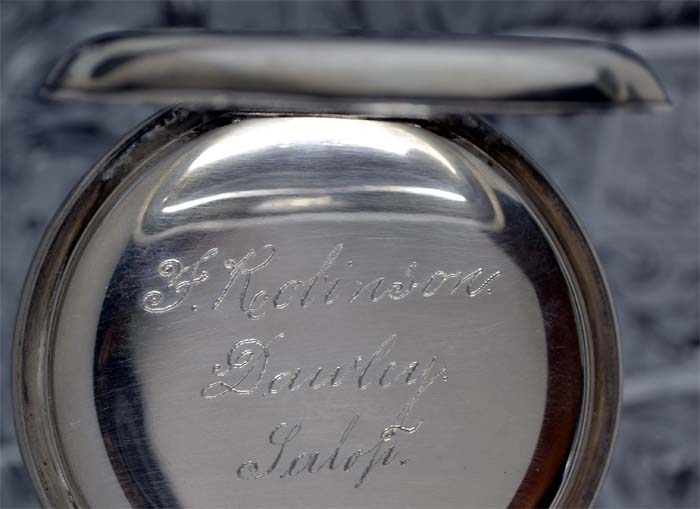 F. Robinson.
Dawley.
Salop.